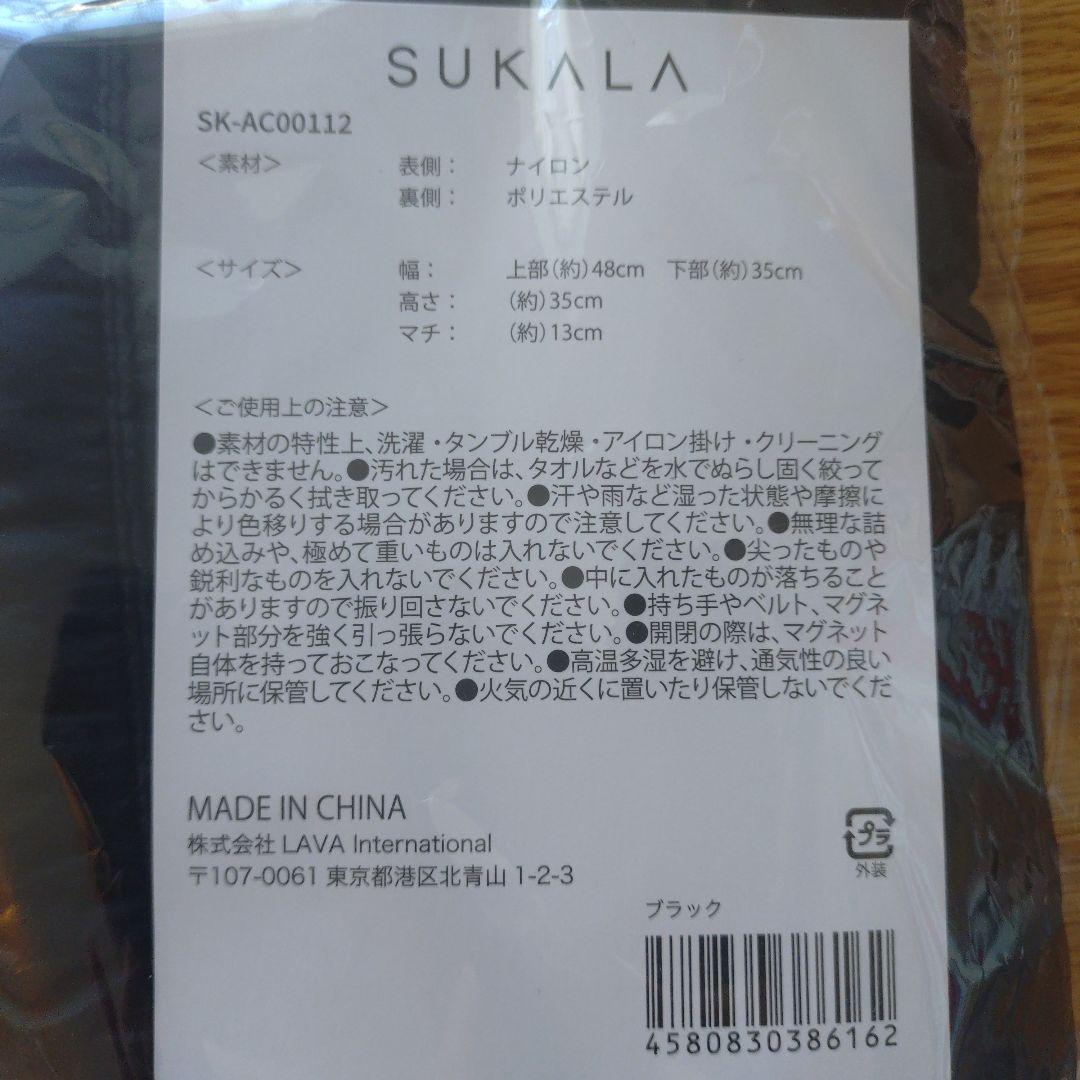 SUKALA
SK-AC00112
＜素材＞ 表側： ナイロン
裏側： ポリエステル
＜サイズ＞ 幅： 上部(約)48cm 下部(約)35cm
高さ： (約)35cm
マチ： (約)13cm
＜ご使用上の注意＞
●素材の特性上、洗濯・タンブル乾燥・アイロン掛け・クリーニング
はできません。●汚れた場合は、タオルなどを水でぬらし固く絞って
からかるく拭き取ってください。●汗や雨など湿った状態や摩擦に
より色移りする場合がありますので注意してください。●無理な詰
め込みや、極めて重いものは入れないでください。●尖ったものや
鋭利なものを入れないでください。●中に入れたものが落ちること
がありますので振り回さないでください。●持ち手やベルト、マグネ
ット部分を強く引っ張らないでください。●開閉の際は、マグネット
自体を持っておこなってください。●高温多湿を避け、通気性の良い
場所に保管してください。●火気の近くに置いたり保管しないでくだ
さい。
MADE IN CHINA
株式会社 LAVA International
〒107-0061 東京都港区北青山 1-2-3
プラ
外装
ブラック
4580830386162